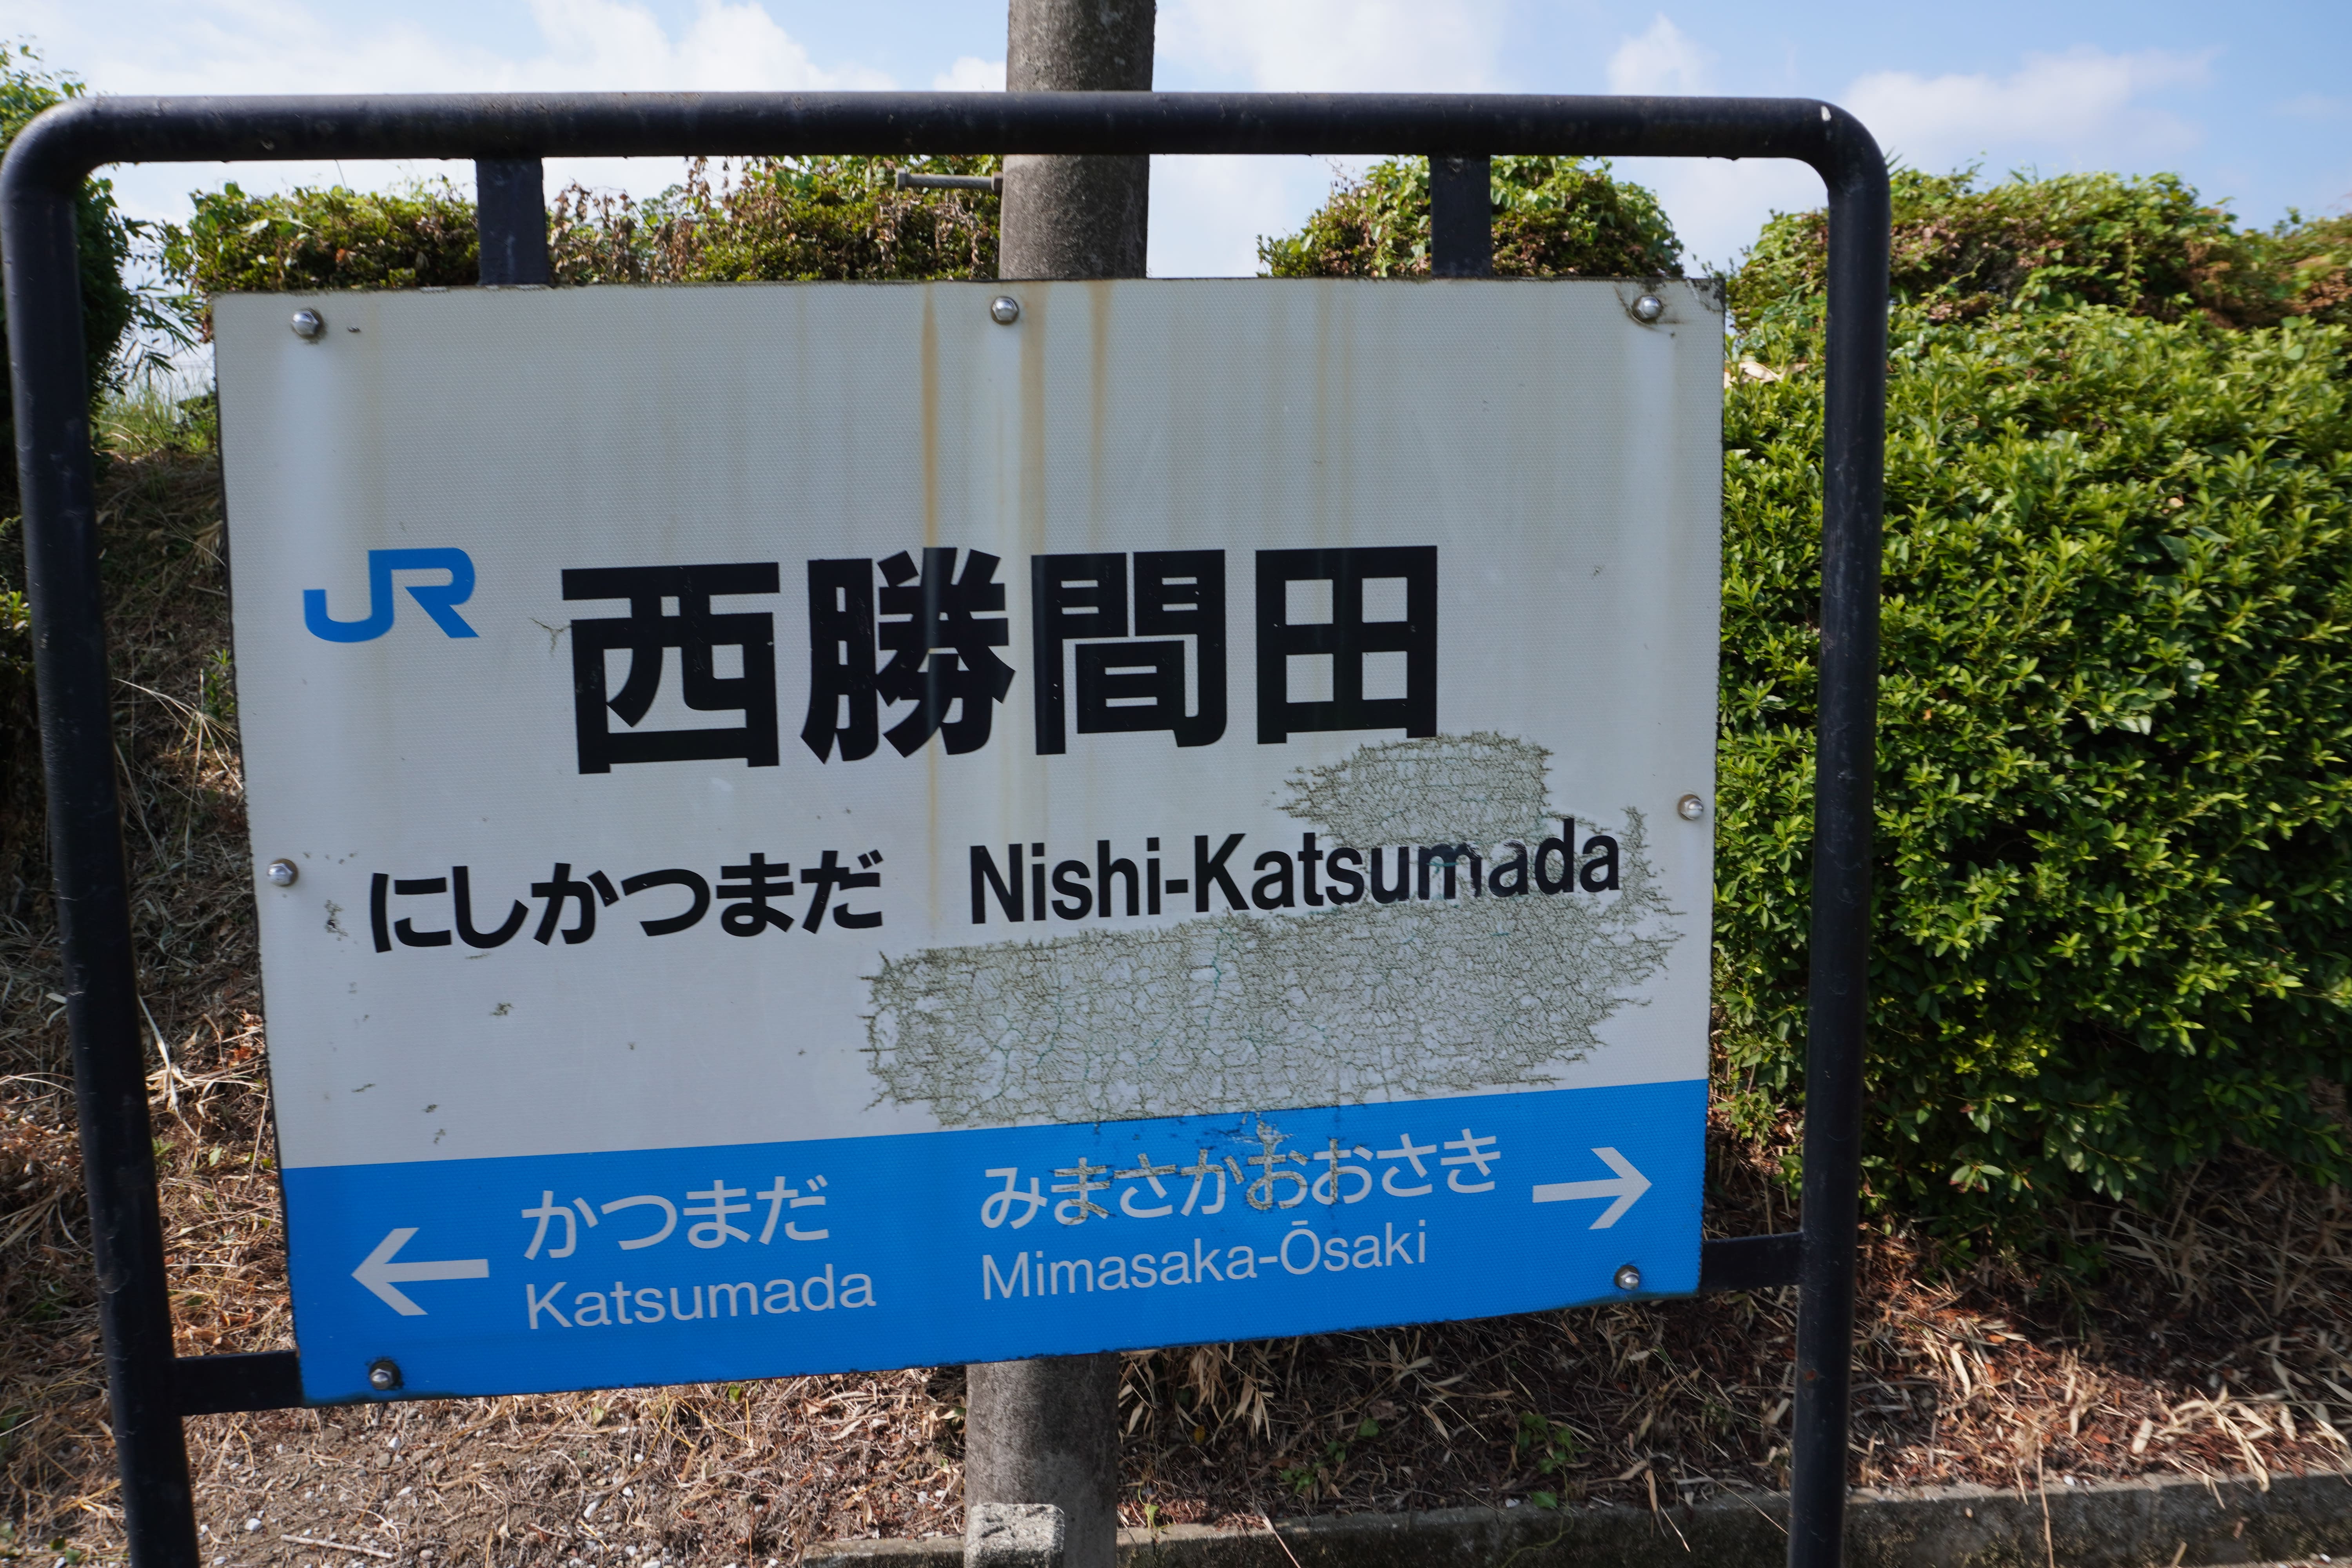 JR 西勝間田
にしかつまだ Nishi-Katsumada
← かつまだ みまさかおおさき →
Katsumada Mimasaka-Ōsaki